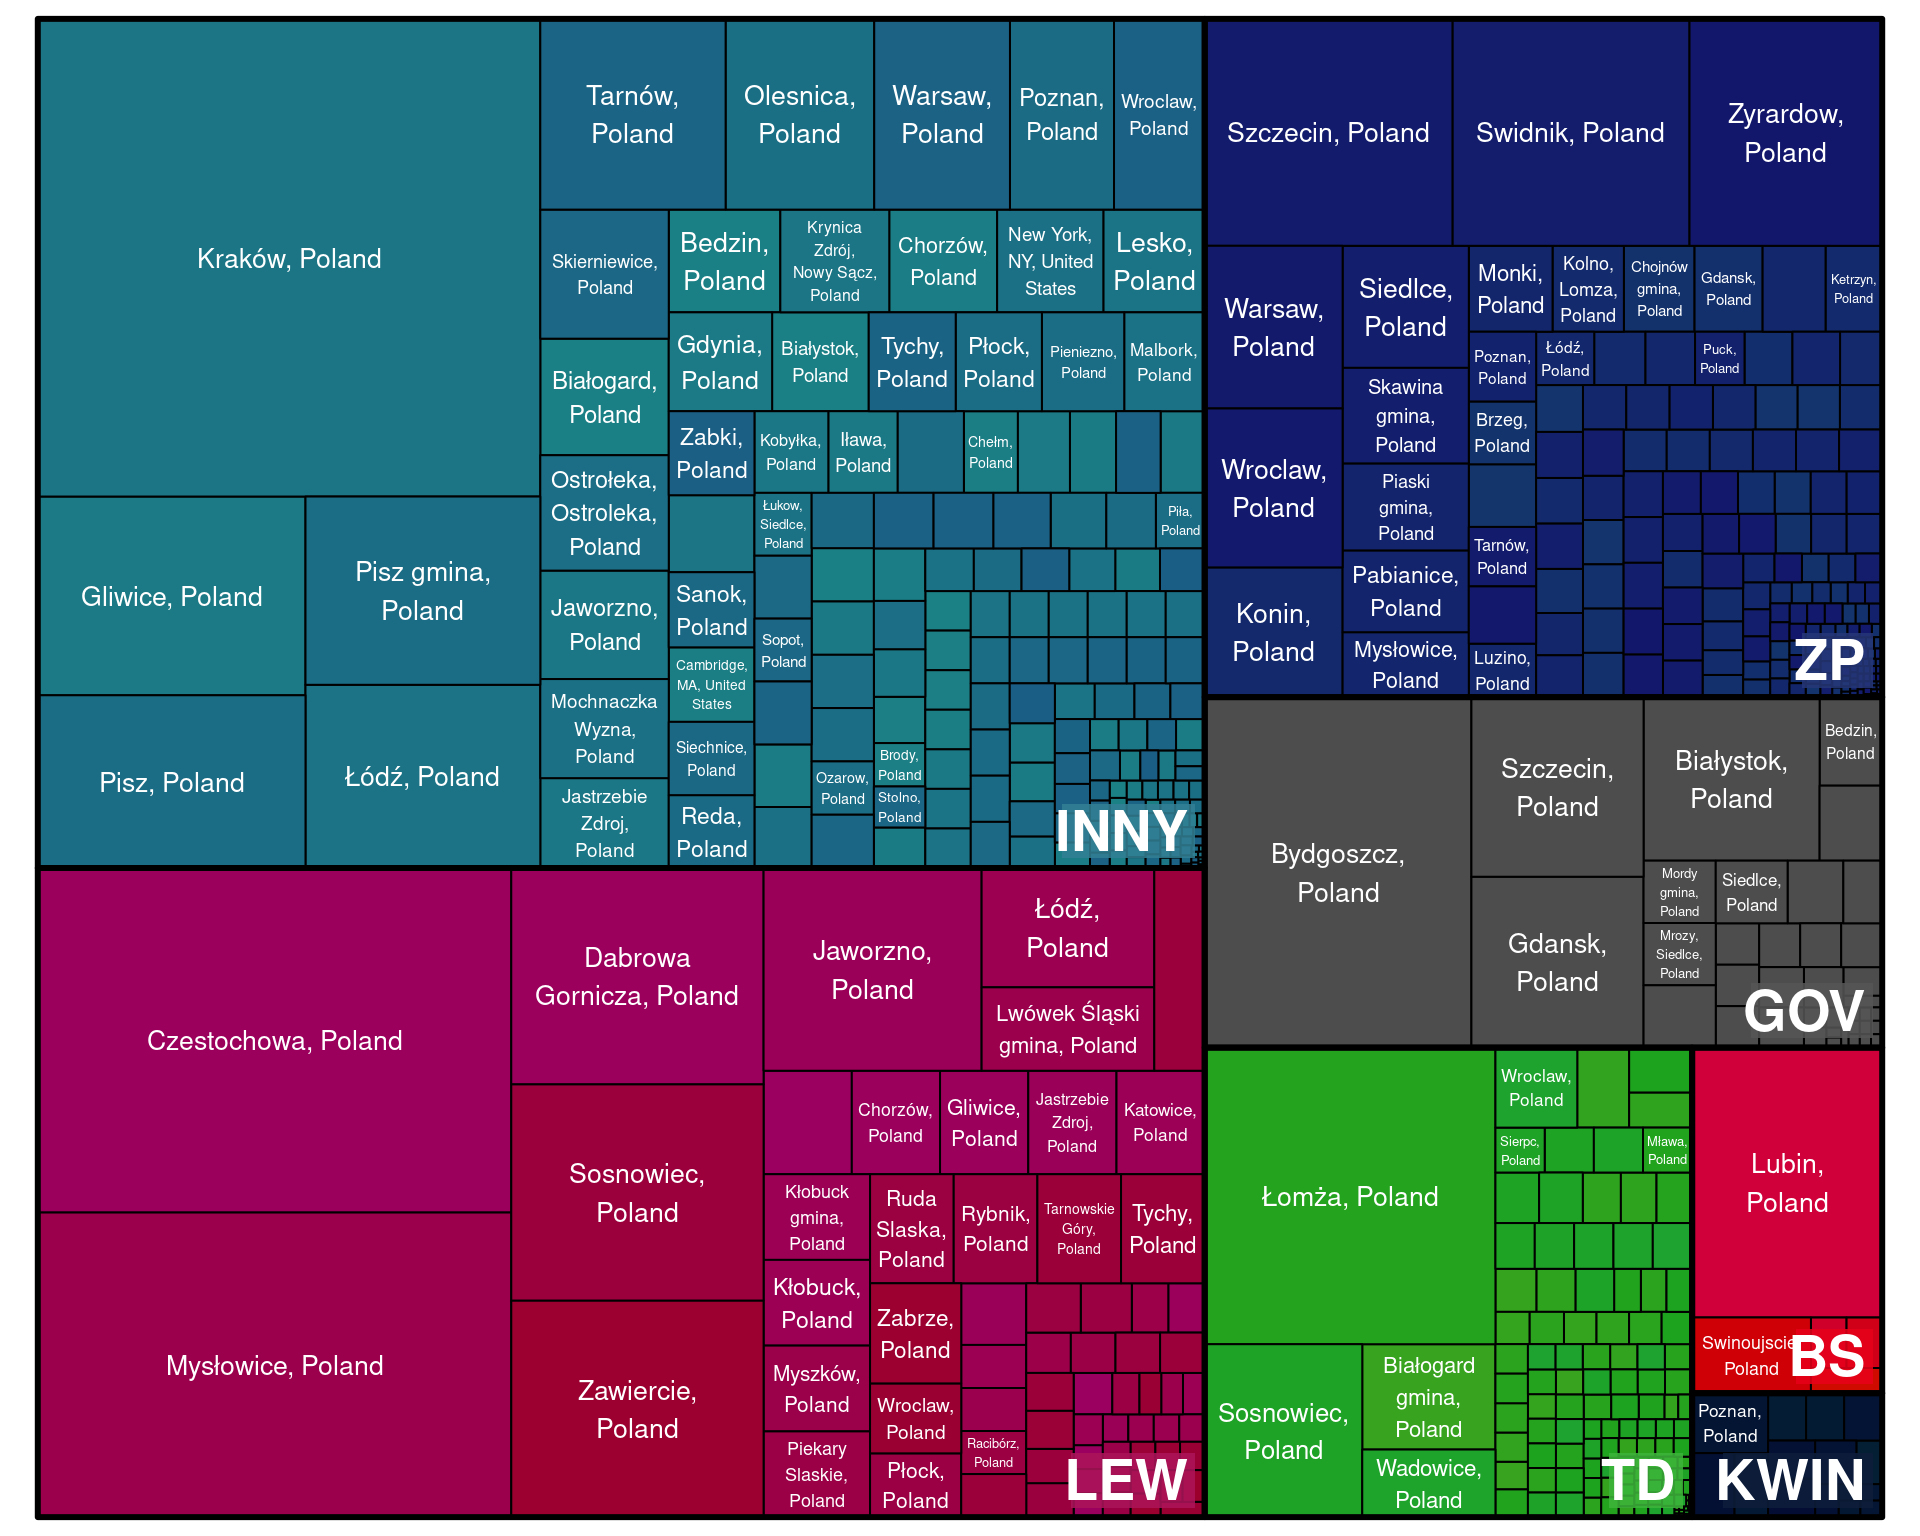 Kraków, Poland
Gliwice, Poland
Pisz gmina,
Poland
Pisz, Poland
Łódź, Poland
Tarnów,
Poland
Olesnica,
Poland
Warsaw,
Poland
Poznan,
Poland
Wroclaw,
Poland
Skierniewice,
Poland
Białogard,
Poland
Ostrołeka,
Ostroleka,
Poland
Jaworzno,
Poland
Mochnaczka
Wyzna,
Poland
Jastrzebie
Zdroj,
Poland
Bedzin,
Poland
Krynica
Zdrój,
Nowy Sącz,
Poland
Chorzów,
Poland
New York,
NY, United
States
Lesko,
Poland
Gdynia,
Poland
Białystok,
Poland
Tychy,
Poland
Płock,
Poland
Pieniezno,
Poland
Malbork,
Poland
Zabki,
Poland
Sanok,
Poland
Cambridge,
MA, United
States
Siechnice,
Poland
Reda,
Poland
Kobyłka,
Poland
Iława,
Poland
Chełm,
Poland
Łukow,
Siedlce,
Poland
Piła,
Poland
Sopot,
Poland
Ozarow,
Poland
Brody,
Poland
Stolno,
Poland
INNY
Szczecin, Poland
Swidnik, Poland
Zyrardow,
Poland
Warsaw,
Poland
Wroclaw,
Poland
Konin,
Poland
Siedlce,
Poland
Skawina
gmina,
Poland
Piaski
gmina,
Poland
Pabianice,
Poland
Mysłowice,
Poland
Monki,
Poland
Kolno,
Lomza,
Poland
Chojnów
gmina,
Poland
Gdansk,
Poland
Ketrzyn,
Poland
Poznan,
Poland
Łódź,
Poland
Puck,
Poland
Brzeg,
Poland
Tarnów,
Poland
Luzino,
Poland
ZP
Czestochowa, Poland
Mysłowice, Poland
Dabrowa
Gornicza, Poland
Sosnowiec,
Poland
Zawiercie,
Poland
Jaworzno,
Poland
Łódź,
Poland
Lwówek Śląski
gmina, Poland
Chorzów,
Poland
Gliwice,
Poland
Jastrzebie
Zdroj,
Poland
Katowice,
Poland
Kłobuck
gmina,
Poland
Kłobuck,
Poland
Myszków,
Poland
Piekary
Slaskie,
Poland
Ruda
Slaska,
Poland
Rybnik,
Poland
Tarnowskie
Góry,
Poland
Tychy,
Poland
Zabrze,
Poland
Wroclaw,
Poland
Płock,
Poland
Racibórz,
Poland
LEW
Bydgoszcz,
Poland
Szczecin,
Poland
Gdansk,
Poland
Białystok,
Poland
Bedzin,
Poland
Mordy
gmina,
Poland
Siedlce,
Poland
Mrozy,
Siedlce,
Poland
GOV
Łomża, Poland
Sosnowiec,
Poland
Białogard
gmina,
Poland
Wadowice,
Poland
Wroclaw,
Poland
Sierpc,
Poland
Mława,
Poland
TD
Lubin,
Poland
Swinoujscie
Poland
BS
Poznan,
Poland
KWIN